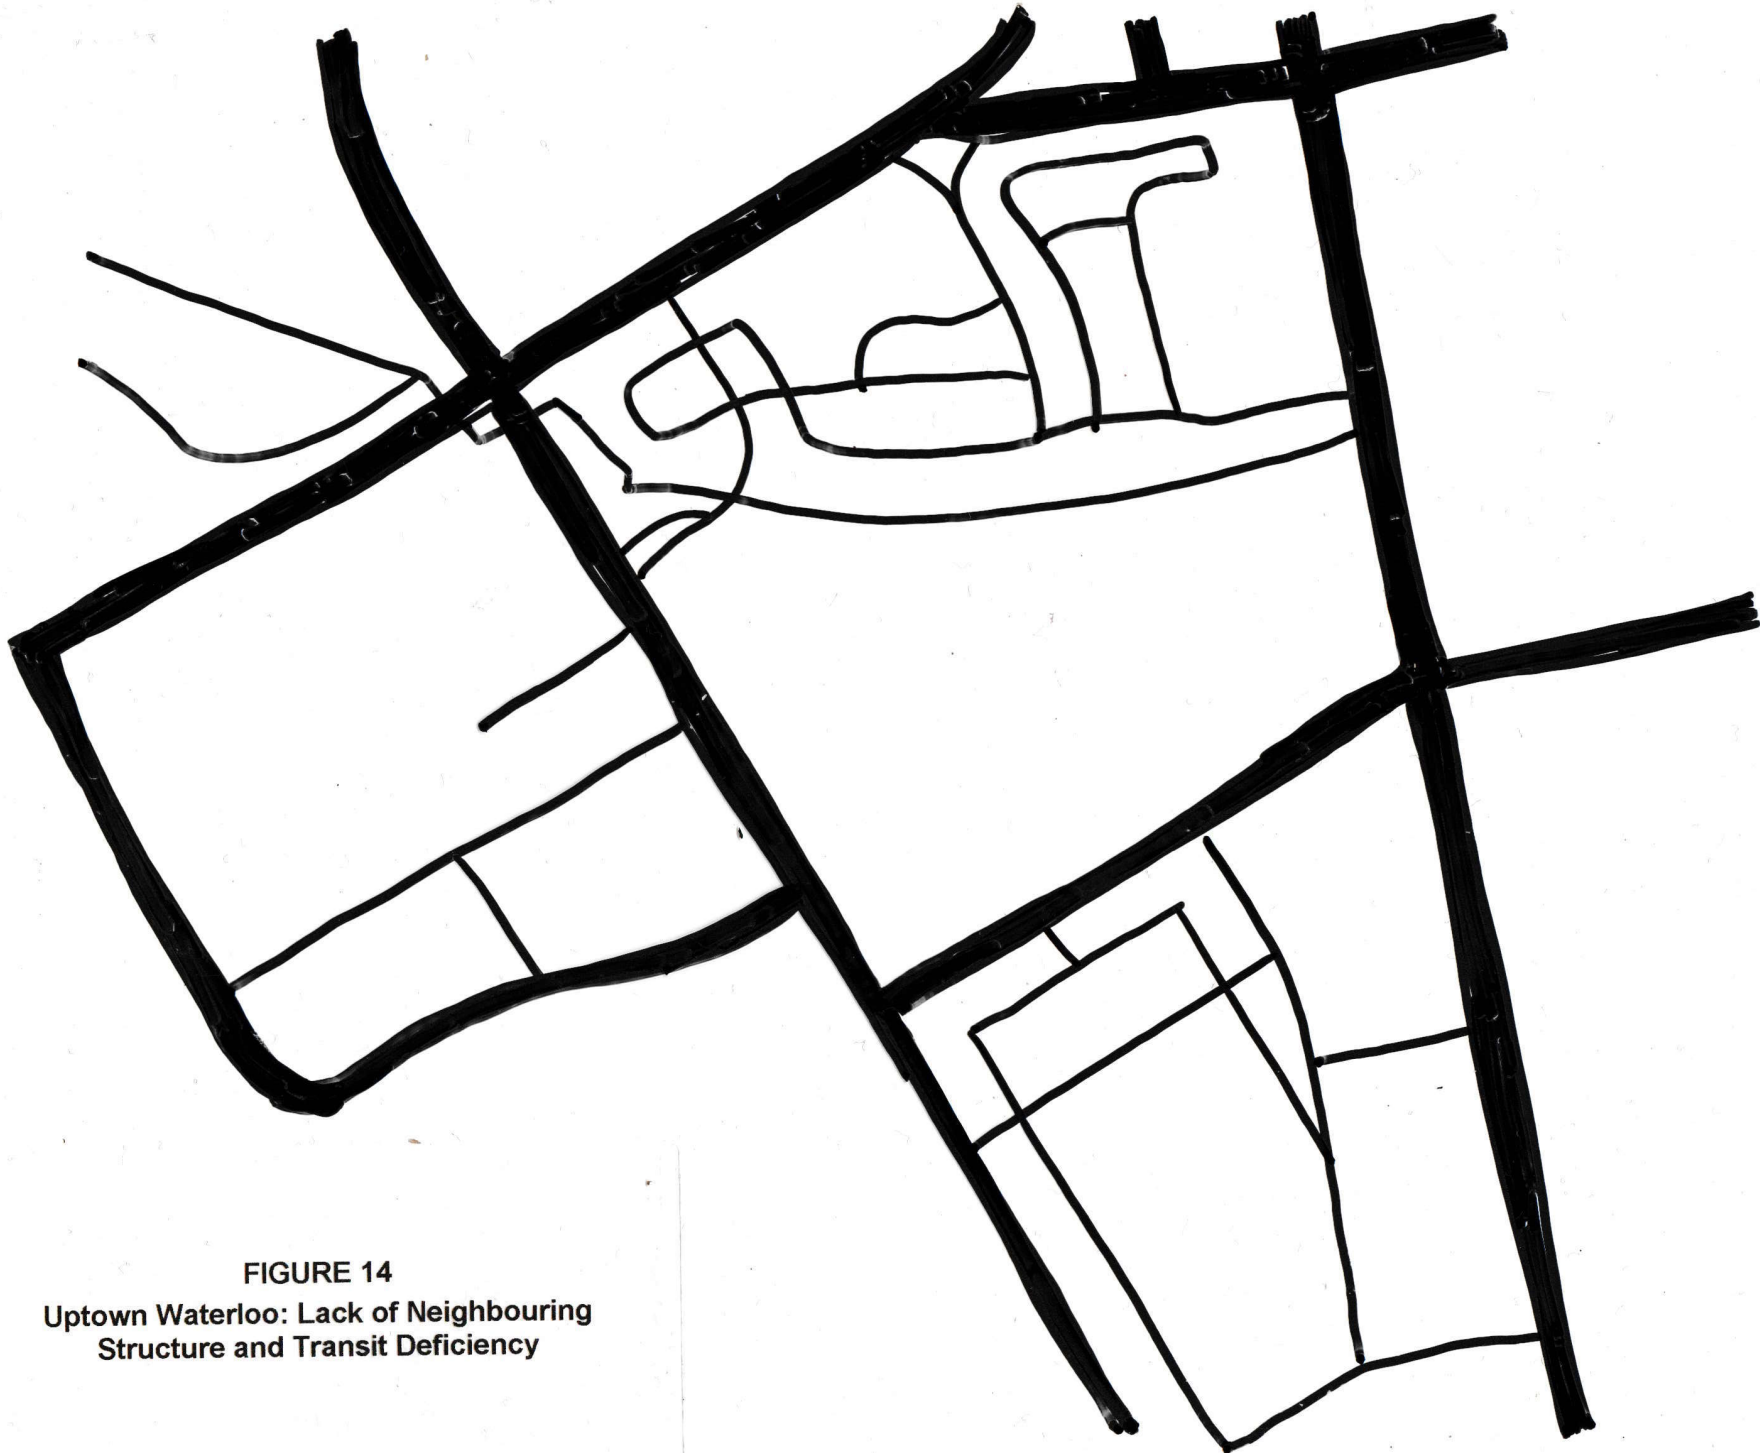 FIGURE 14
Uptown Waterloo: Lack of Neighbouring
Structure and Transit Deficiency